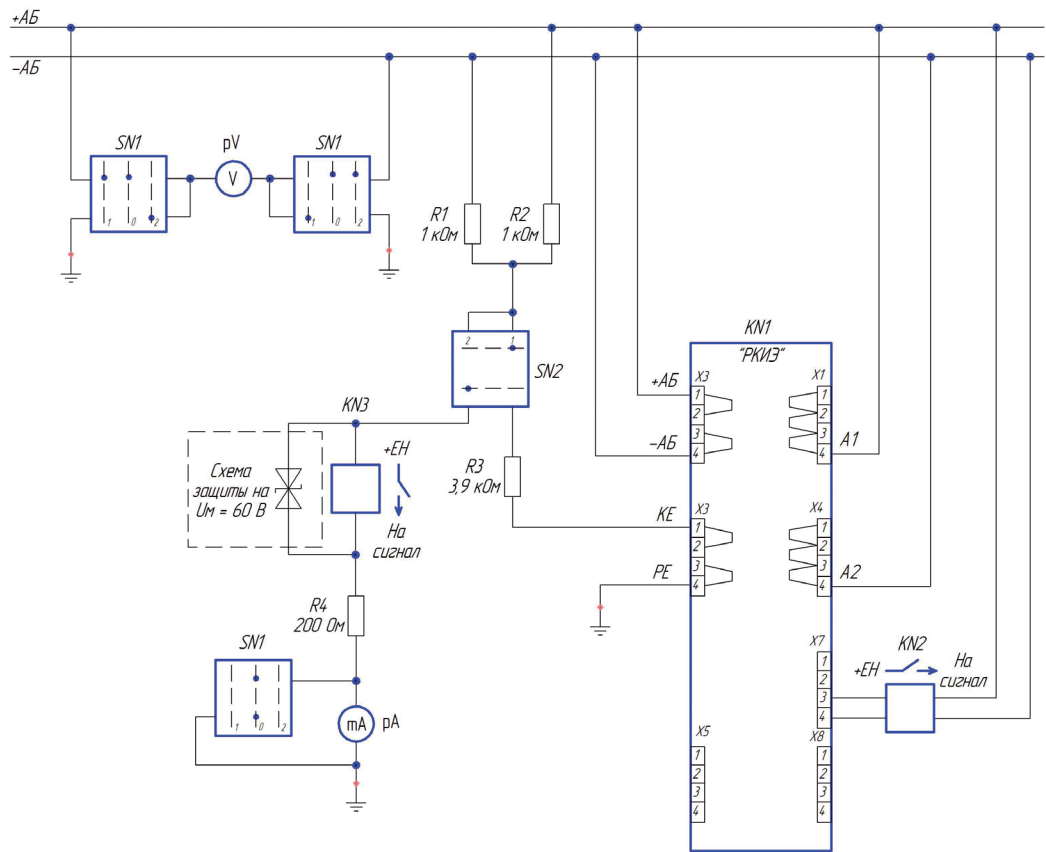 +АБ
−АБ
SN1
pV
SN1
V
1 0 2
1 0 2
R1
1 кОм
R2
1 кОм
2 1
SN2
KN1
"РКИЭ"
+АБ
−АБ
X3
1
2
3
4
X1
1
2
3
4
A1
KN3
Схема
защиты на
Uм = 60 В
+ЕН
На
сигнал
R3
3,9 кОм
KE
PE
X3
1
2
3
4
X4
1
2
3
4
A2
R4
200 Ом
SN1
1 0 2
mA
pA
X7
1
2
3
4
KN2
+ЕН
На
сигнал
X5
1
2
3
4
X8
1
2
3
4